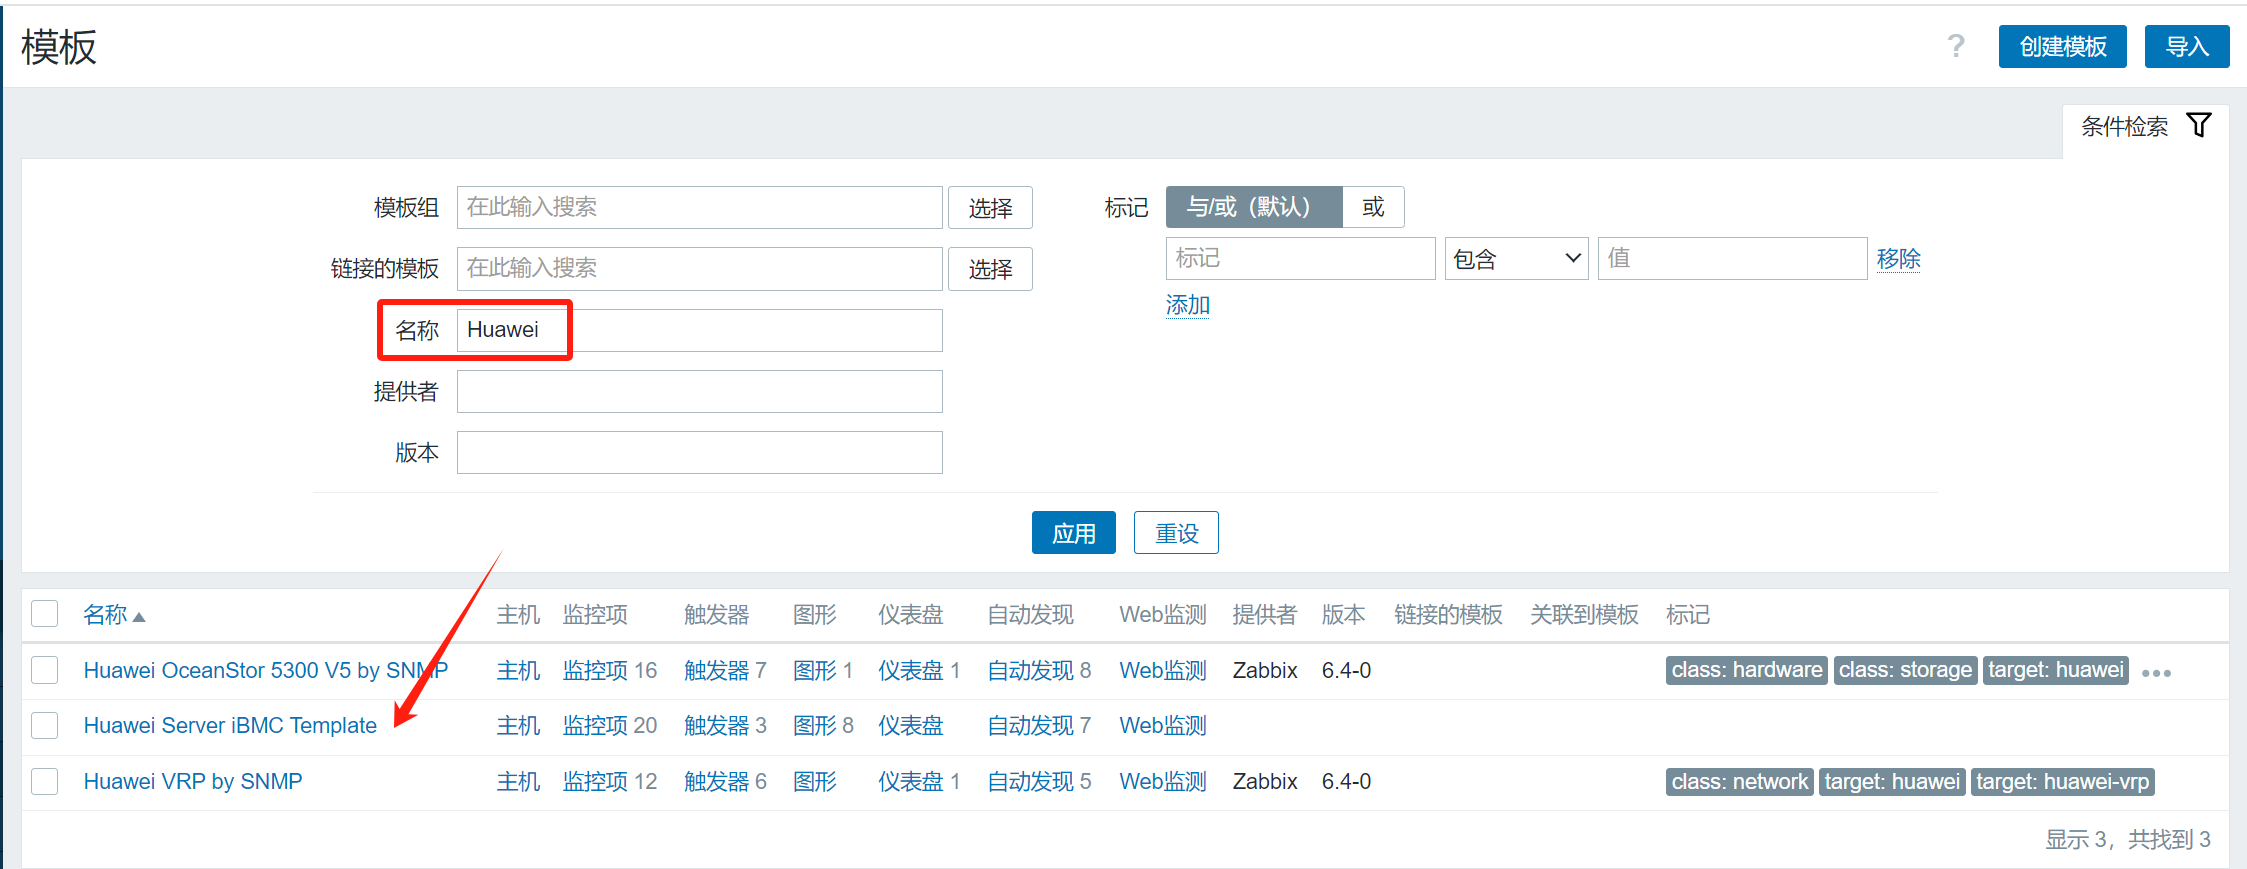 模板
? 创建模板 导入
条件检索
模板组 在此输入搜索 选择 标记 与/或（默认） 或
链接的模板 在此输入搜索 选择 标记 包含 值 移除
名称 Huawei 添加
提供者
版本
应用 重设
名称 主机 监控项 触发器 图形 仪表盘 自动发现 Web监测 提供者 版本 链接的模板 关联到模板 标记
Huawei OceanStor 5300 V5 by SNMP 主机 监控项 16 触发器 7 图形 1 仪表盘 1 自动发现 8 Web监测 Zabbix 6.4-0 class: hardware class: storage target: huawei •••
Huawei Server iBMC Template 主机 监控项 20 触发器 3 图形 8 仪表盘 自动发现 7 Web监测
Huawei VRP by SNMP 主机 监控项 12 触发器 6 图形 仪表盘 1 自动发现 5 Web监测 Zabbix 6.4-0 class: network target: huawei target: huawei-vrp
显示 3，共找到 3